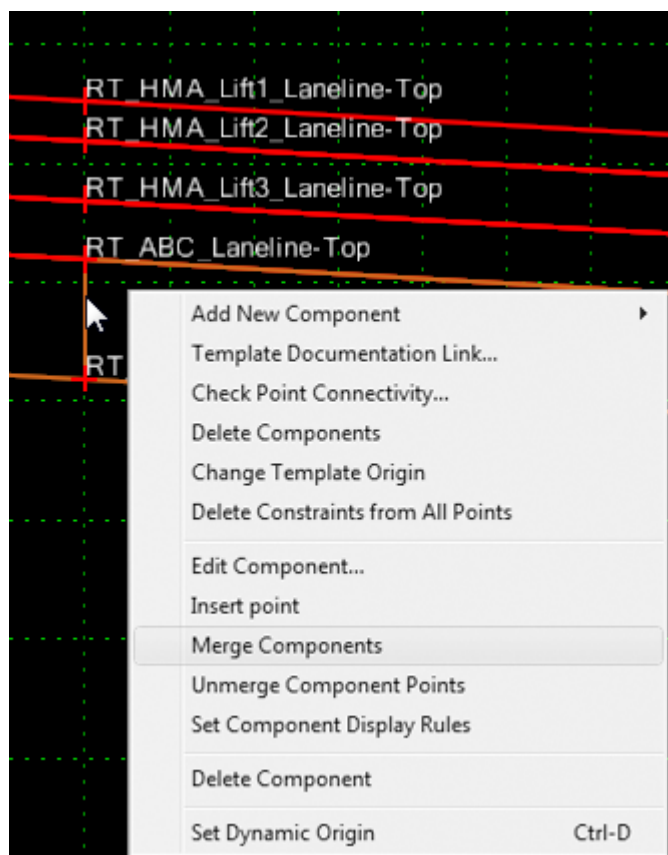 RT_HMA_Lift1_Laneline-Top
RT_HMA_Lift2_Laneline-Top
RT_HMA_Lift3_Laneline-Top
RT_ABC_Laneline-Top
RT
Add New Component
Template Documentation Link...
Check Point Connectivity...
Delete Components
Change Template Origin
Delete Constraints from All Points
Edit Component...
Insert point
Merge Components
Unmerge Component Points
Set Component Display Rules
Delete Component
Set Dynamic Origin Ctrl-D